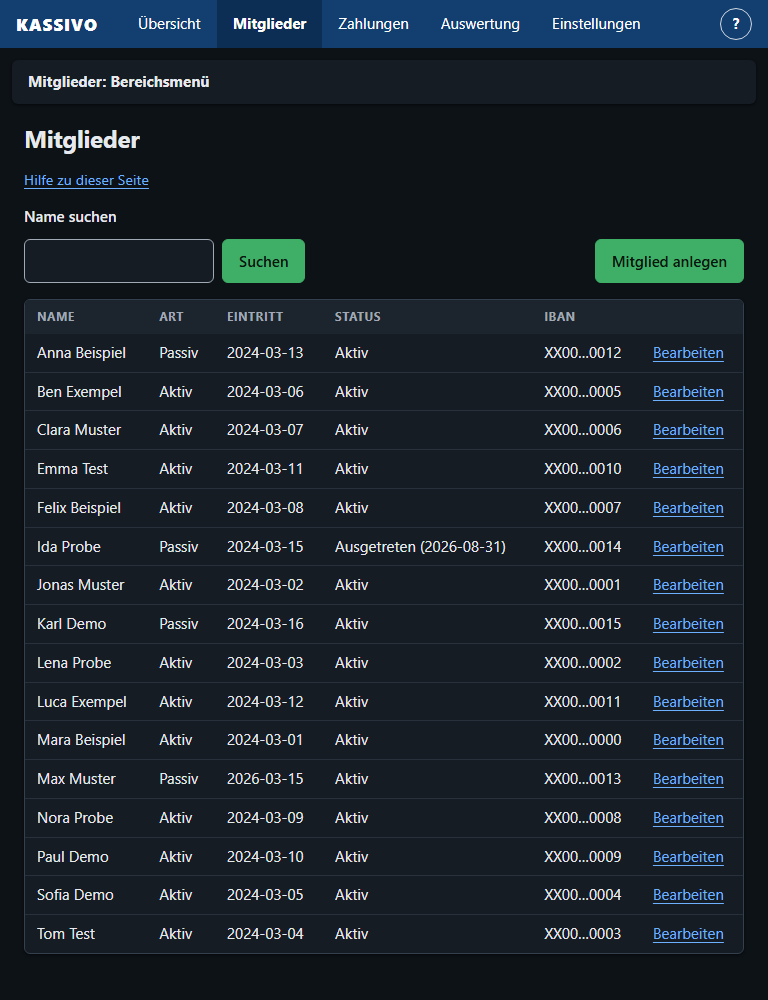 KASSIVO Übersicht Mitglieder Zahlungen Auswertung Einstellungen ?
Mitglieder: Bereichsmenü
Mitglieder
Hilfe zu dieser Seite
Name suchen
Suchen Mitglied anlegen
NAME ART EINTRITT STATUS IBAN
Anna Beispiel Passiv 2024-03-13 Aktiv XX00...0012 Bearbeiten
Ben Exempel Aktiv 2024-03-06 Aktiv XX00...0005 Bearbeiten
Clara Muster Aktiv 2024-03-07 Aktiv XX00...0006 Bearbeiten
Emma Test Aktiv 2024-03-11 Aktiv XX00...0010 Bearbeiten
Felix Beispiel Aktiv 2024-03-08 Aktiv XX00...0007 Bearbeiten
Ida Probe Passiv 2024-03-15 Ausgetreten (2026-08-31) XX00...0014 Bearbeiten
Jonas Muster Aktiv 2024-03-02 Aktiv XX00...0001 Bearbeiten
Karl Demo Passiv 2024-03-16 Aktiv XX00...0015 Bearbeiten
Lena Probe Aktiv 2024-03-03 Aktiv XX00...0002 Bearbeiten
Luca Exempel Aktiv 2024-03-12 Aktiv XX00...0011 Bearbeiten
Mara Beispiel Aktiv 2024-03-01 Aktiv XX00...0000 Bearbeiten
Max Muster Passiv 2026-03-15 Aktiv XX00...0013 Bearbeiten
Nora Probe Aktiv 2024-03-09 Aktiv XX00...0008 Bearbeiten
Paul Demo Aktiv 2024-03-10 Aktiv XX00...0009 Bearbeiten
Sofia Demo Aktiv 2024-03-05 Aktiv XX00...0004 Bearbeiten
Tom Test Aktiv 2024-03-04 Aktiv XX00...0003 Bearbeiten